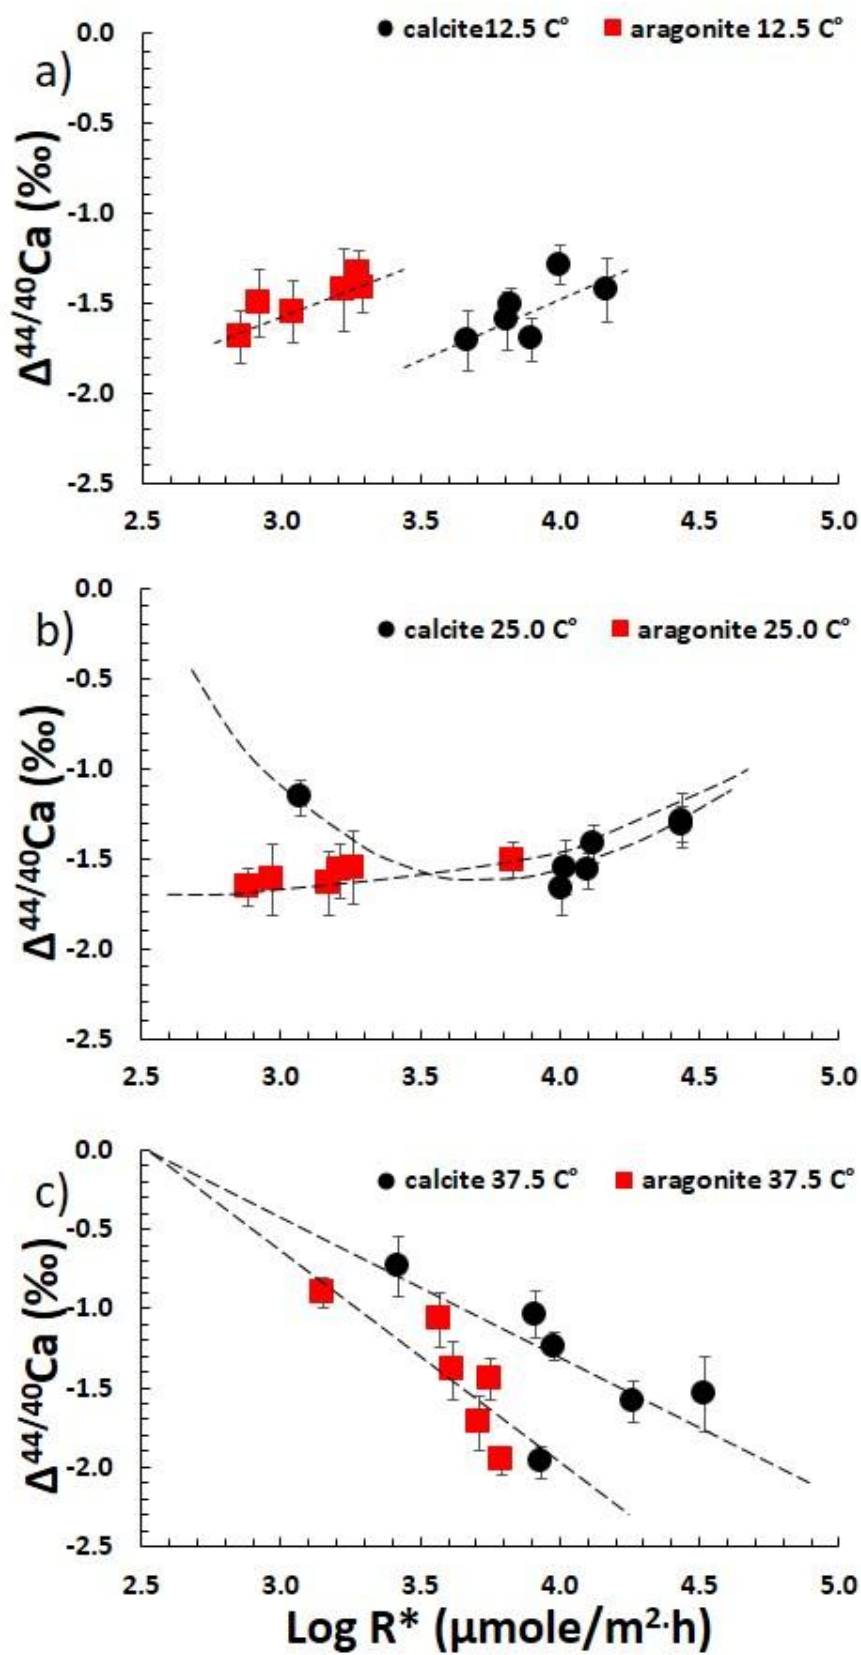 calcite12.5 C° aragonite 12.5 C°
a)
Δ44/40Ca (‰)
0.0
-0.5
-1.0
-1.5
-2.0
-2.5
2.5 3.0 3.5 4.0 4.5 5.0
calcite 25.0 C° aragonite 25.0 C°
b)
Δ44/40Ca (‰)
0.0
-0.5
-1.0
-1.5
-2.0
-2.5
2.5 3.0 3.5 4.0 4.5 5.0
calcite 37.5 C° aragonite 37.5 C°
c)
Δ44/40Ca (‰)
0.0
-0.5
-1.0
-1.5
-2.0
-2.5
2.5 3.0 3.5 4.0 4.5 5.0
Log R* (μmole/m²·h)